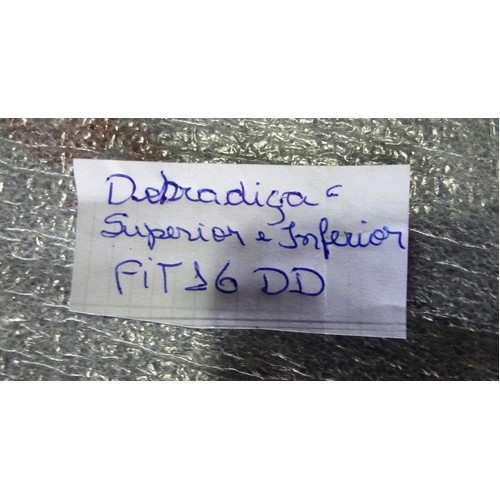 Dobradiça
Superior e Inferior
FiT 16 DD